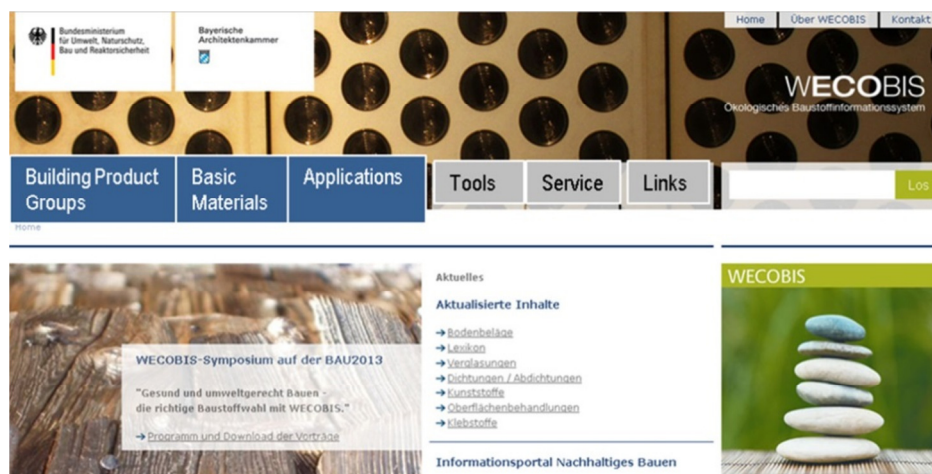 Bundesministerium
für Umwelt, Naturschutz,
Bau und Reaktorsicherheit
Bayerische
Architektenkammer
Home
Über WECOBIS
Kontakt
WECOBIS
Ökologisches Baustoffinformationssystem
Building Product
Groups
Basic
Materials
Applications
Tools
Service
Links
Los
Home
WECOBIS-Symposium auf der BAU2013
"Gesund und umweltgerecht Bauen -
die richtige Baustoffwahl mit WECOBIS."
→ Programm und Download der Vorträge
Aktuelles
Aktualisierte Inhalte
→ Bodenbeläge
→ Lexikon
→ Verglasungen
→ Dichtungen / Abdichtungen
→ Kunststoffe
→ Oberflächenbehandlungen
→ Klebstoffe
Informationsportal Nachhaltiges Bauen
WECOBIS